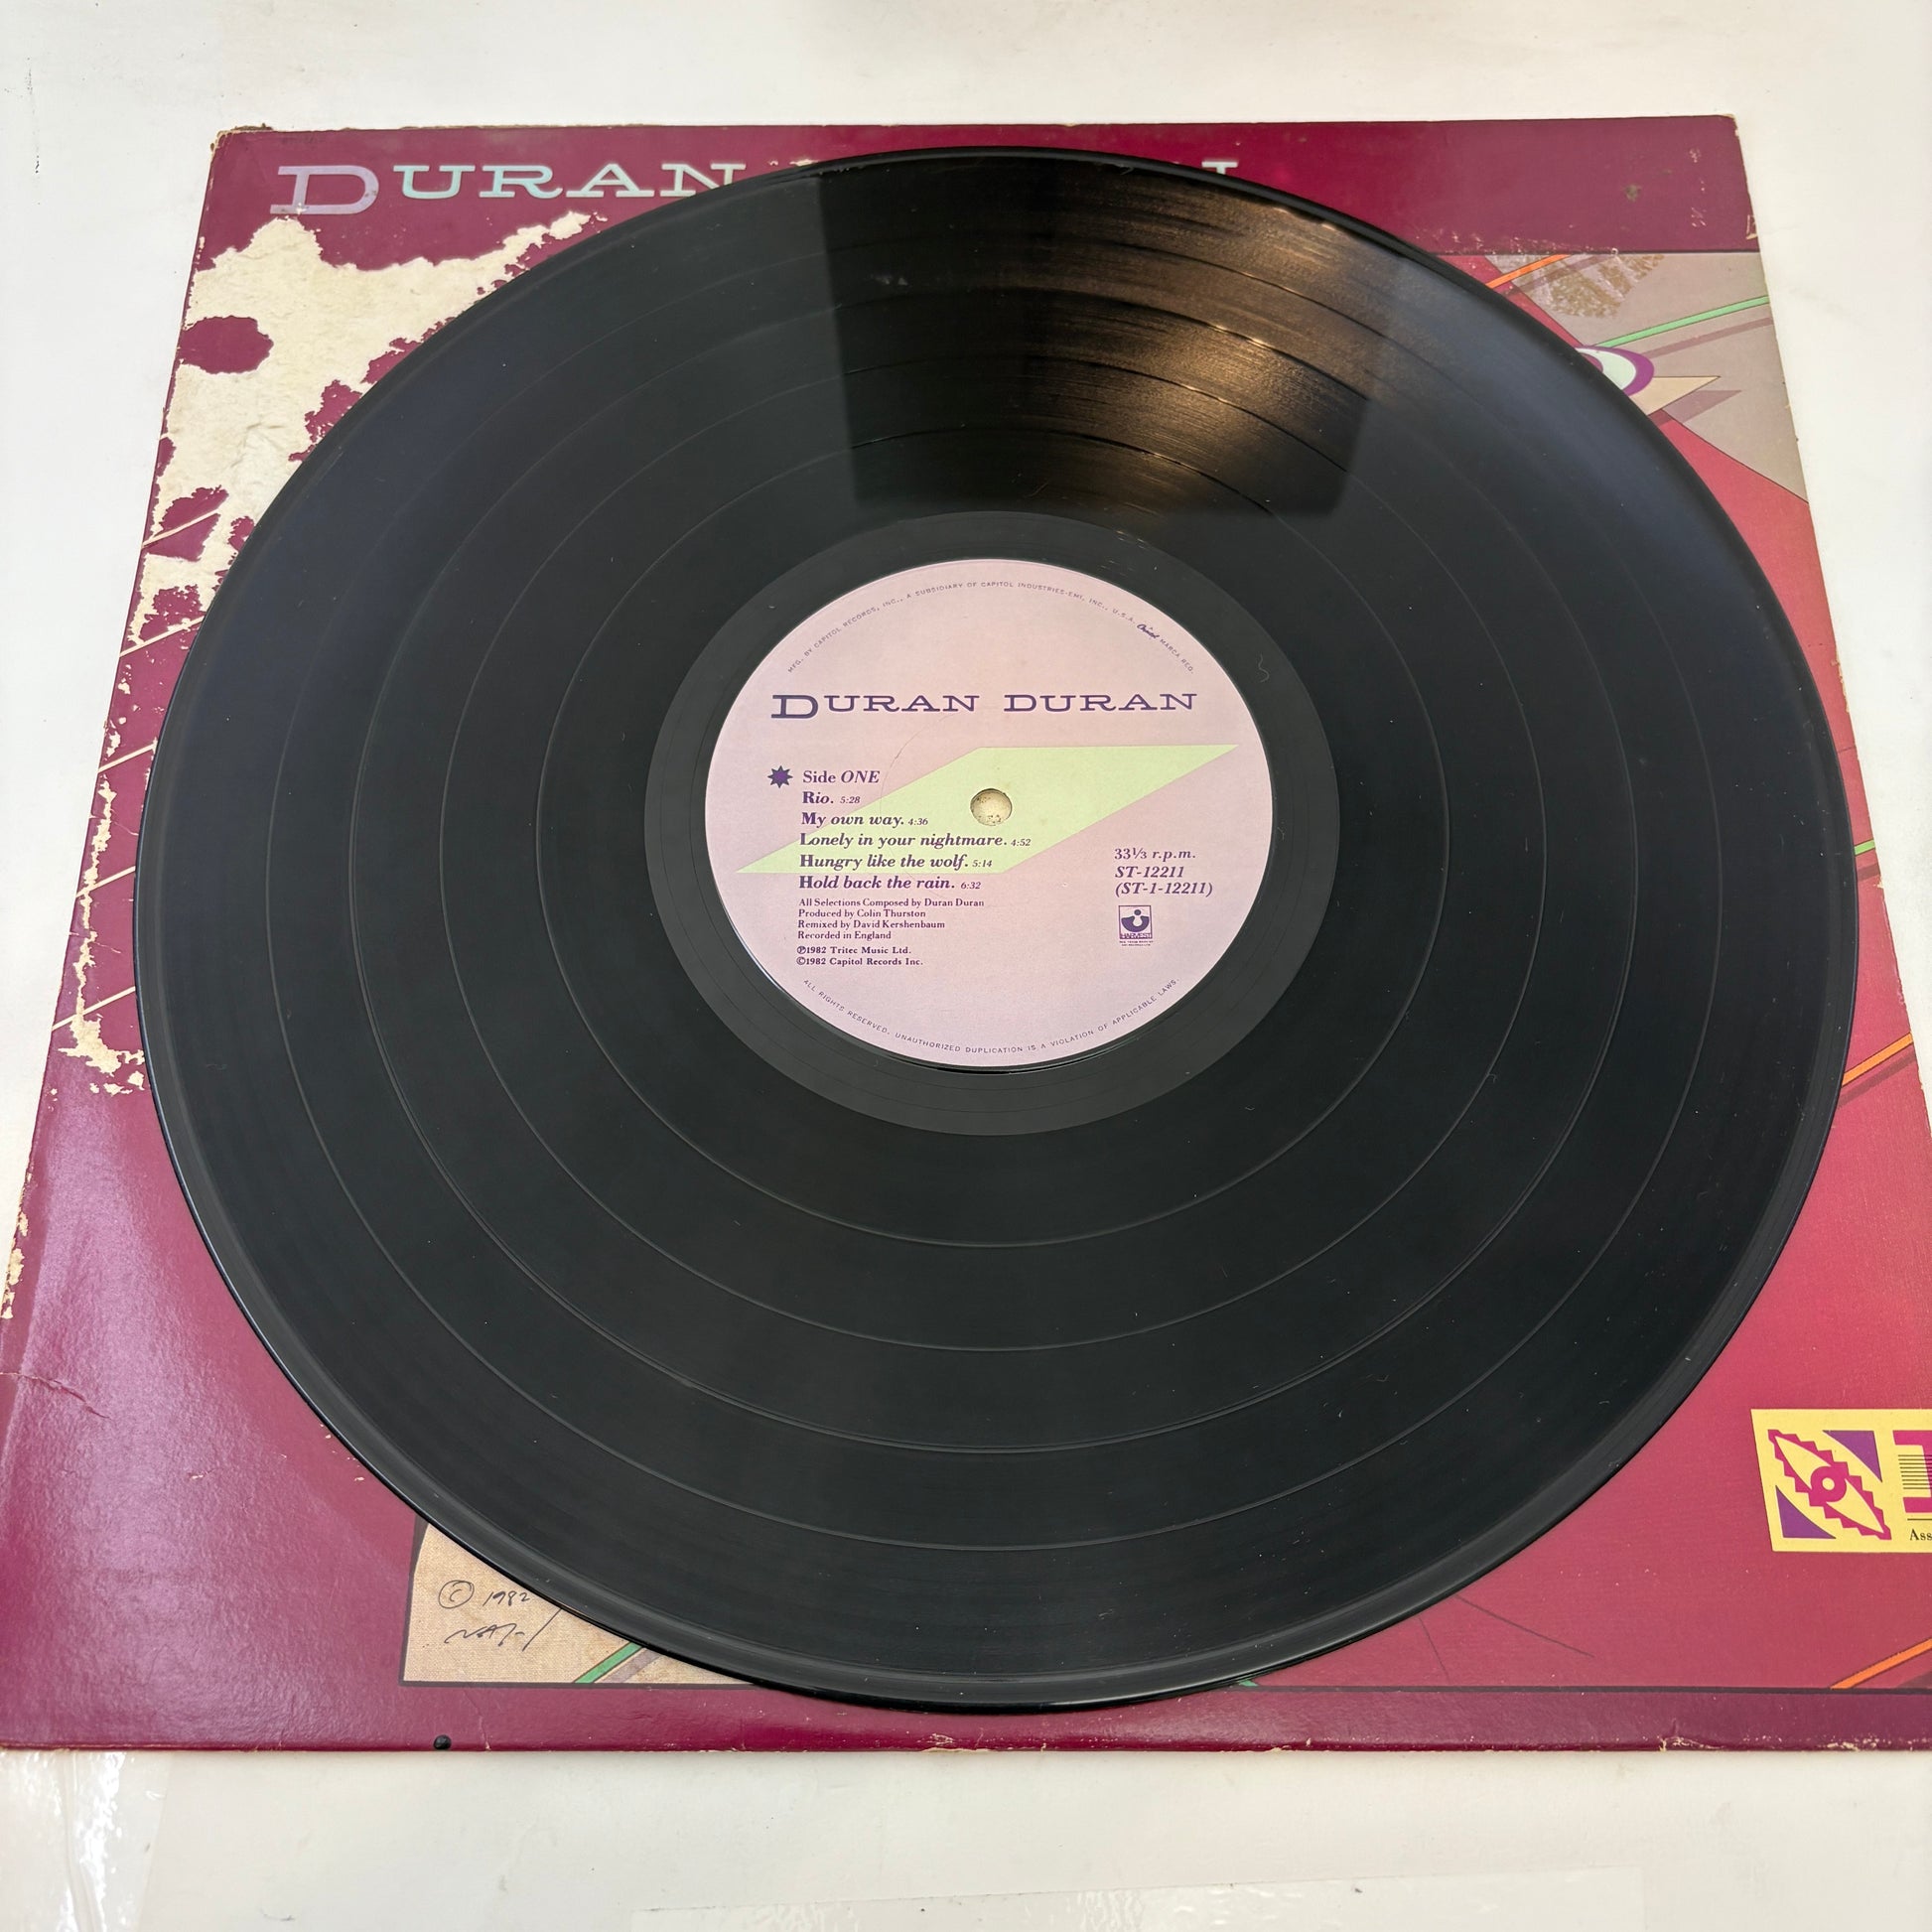 DURAN
MFG. BY CAPITOL RECORDS, INC., A SUBSIDIARY OF CAPITOL INDUSTRIES-EMI, INC., U.S.A. Capitol MARCA REG.
DURAN DURAN
Side ONE
Rio. 5:28
My own way. 4:36
Lonely in your nightmare. 4:52
Hungry like the wolf. 5:14
Hold back the rain. 6:32
33⅓ r.p.m.
ST-12211
(ST-1-12211)
HARVEST
All Selections Composed by Duran Duran
Produced by Colin Thurston
Remixed by David Kershenbaum
Recorded in England
℗1982 Tritec Music Ltd.
©1982 Capitol Records Inc.
ALL RIGHTS RESERVED. UNAUTHORIZED DUPLICATION IS A VIOLATION OF APPLICABLE LAWS.
© 1982
Ass